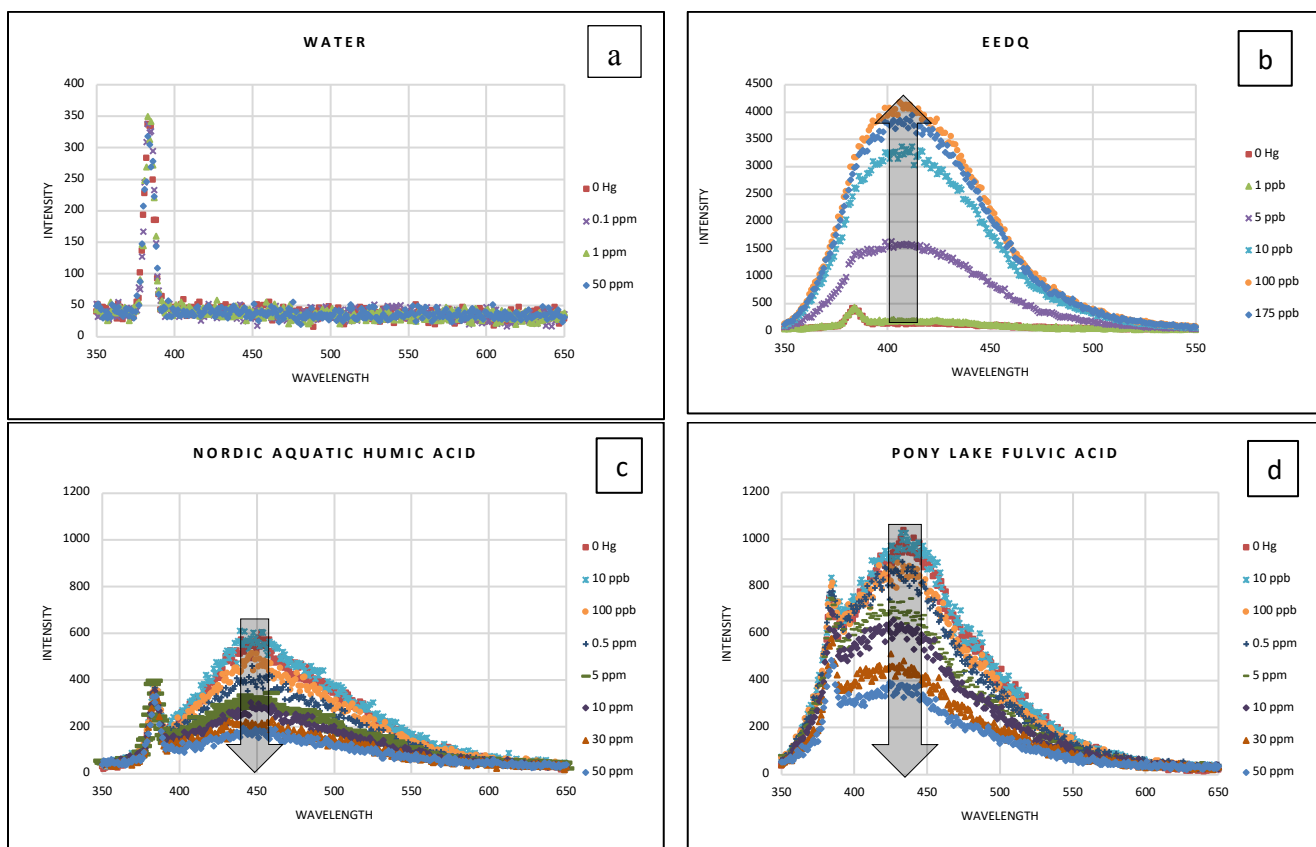 WATER
a
INTENSITY
400
350
300
250
200
150
100
50
0
350 400 450 500 550 600 650
WAVELENGTH
0 Hg
0.1 ppm
1 ppm
50 ppm
EEDQ
b
INTENSITY
4500
4000
3500
3000
2500
2000
1500
1000
500
0
350 400 450 500 550
WAVELENGTH
0 Hg
1 ppb
5 ppb
10 ppb
100 ppb
175 ppb
NORDIC AQUATIC HUMIC ACID
c
INTENSITY
1200
1000
800
600
400
200
0
350 400 450 500 550 600 650
WAVELENGTH
0 Hg
10 ppb
100 ppb
0.5 ppm
5 ppm
10 ppm
30 ppm
50 ppm
PONY LAKE FULVIC ACID
d
INTENSITY
1200
1000
800
600
400
200
0
350 400 450 500 550 600 650
WAVELENGTH
0 Hg
10 ppb
100 ppb
0.5 ppm
5 ppm
10 ppm
30 ppm
50 ppm